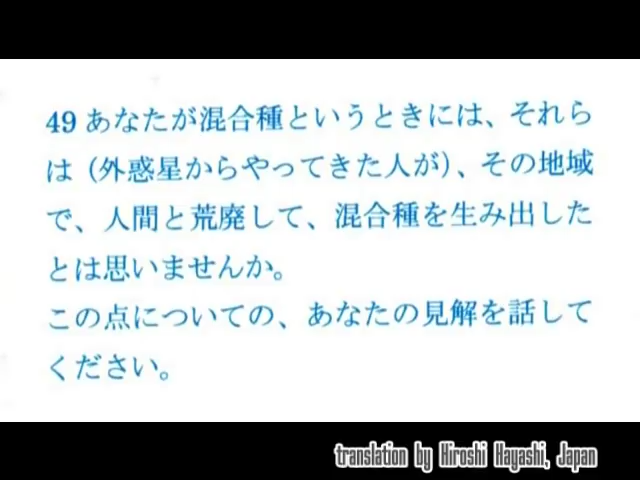 49 あなたが混合種というときには、それら
は（外惑星からやってきた人が）、その地域
で、人間と荒廃して、混合種を生み出した
とは思いませんか。
この点についての、あなたの見解を話して
ください。
translation by Hiroshi Hayashi, Japan